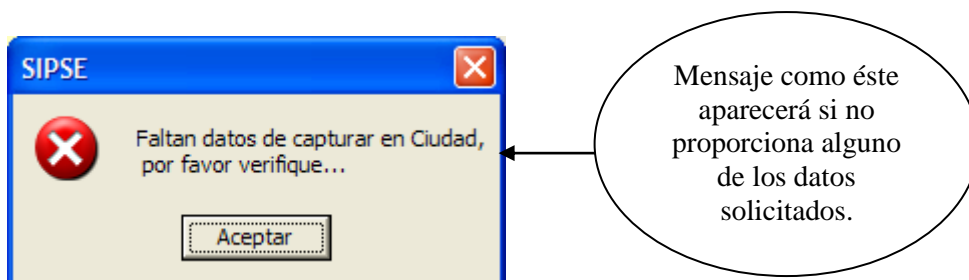 SIPSE
Faltan datos de capturar en Ciudad,
por favor verifique...
Aceptar
Mensaje como éste
aparecerá si no
proporciona alguno
de los datos
solicitados.